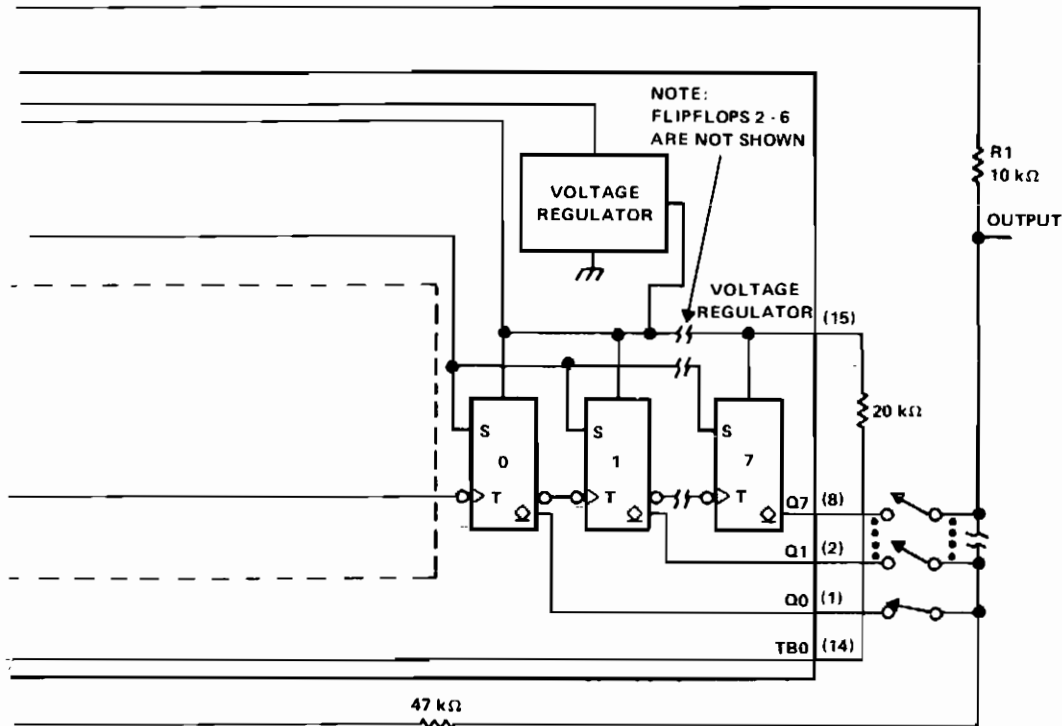 NOTE:
FLIPFLOPS 2 - 6
ARE NOT SHOWN
VOLTAGE
REGULATOR
R1
10 kΩ
OUTPUT
VOLTAGE
REGULATOR
(15)
20 kΩ
S
0
T
S
1
T
S
7
T
Q7 (8)
Q1 (2)
Q0 (1)
TB0 (14)
47 kΩ